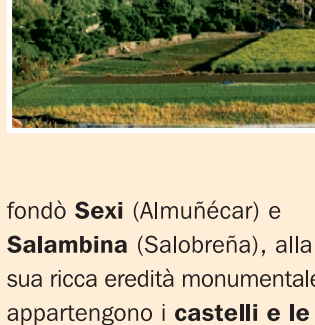 fondò Sexi (Almuñécar) e
Salambina (Salobreña), alla
sua ricca eredità monumentale
appartengono i castelli e le